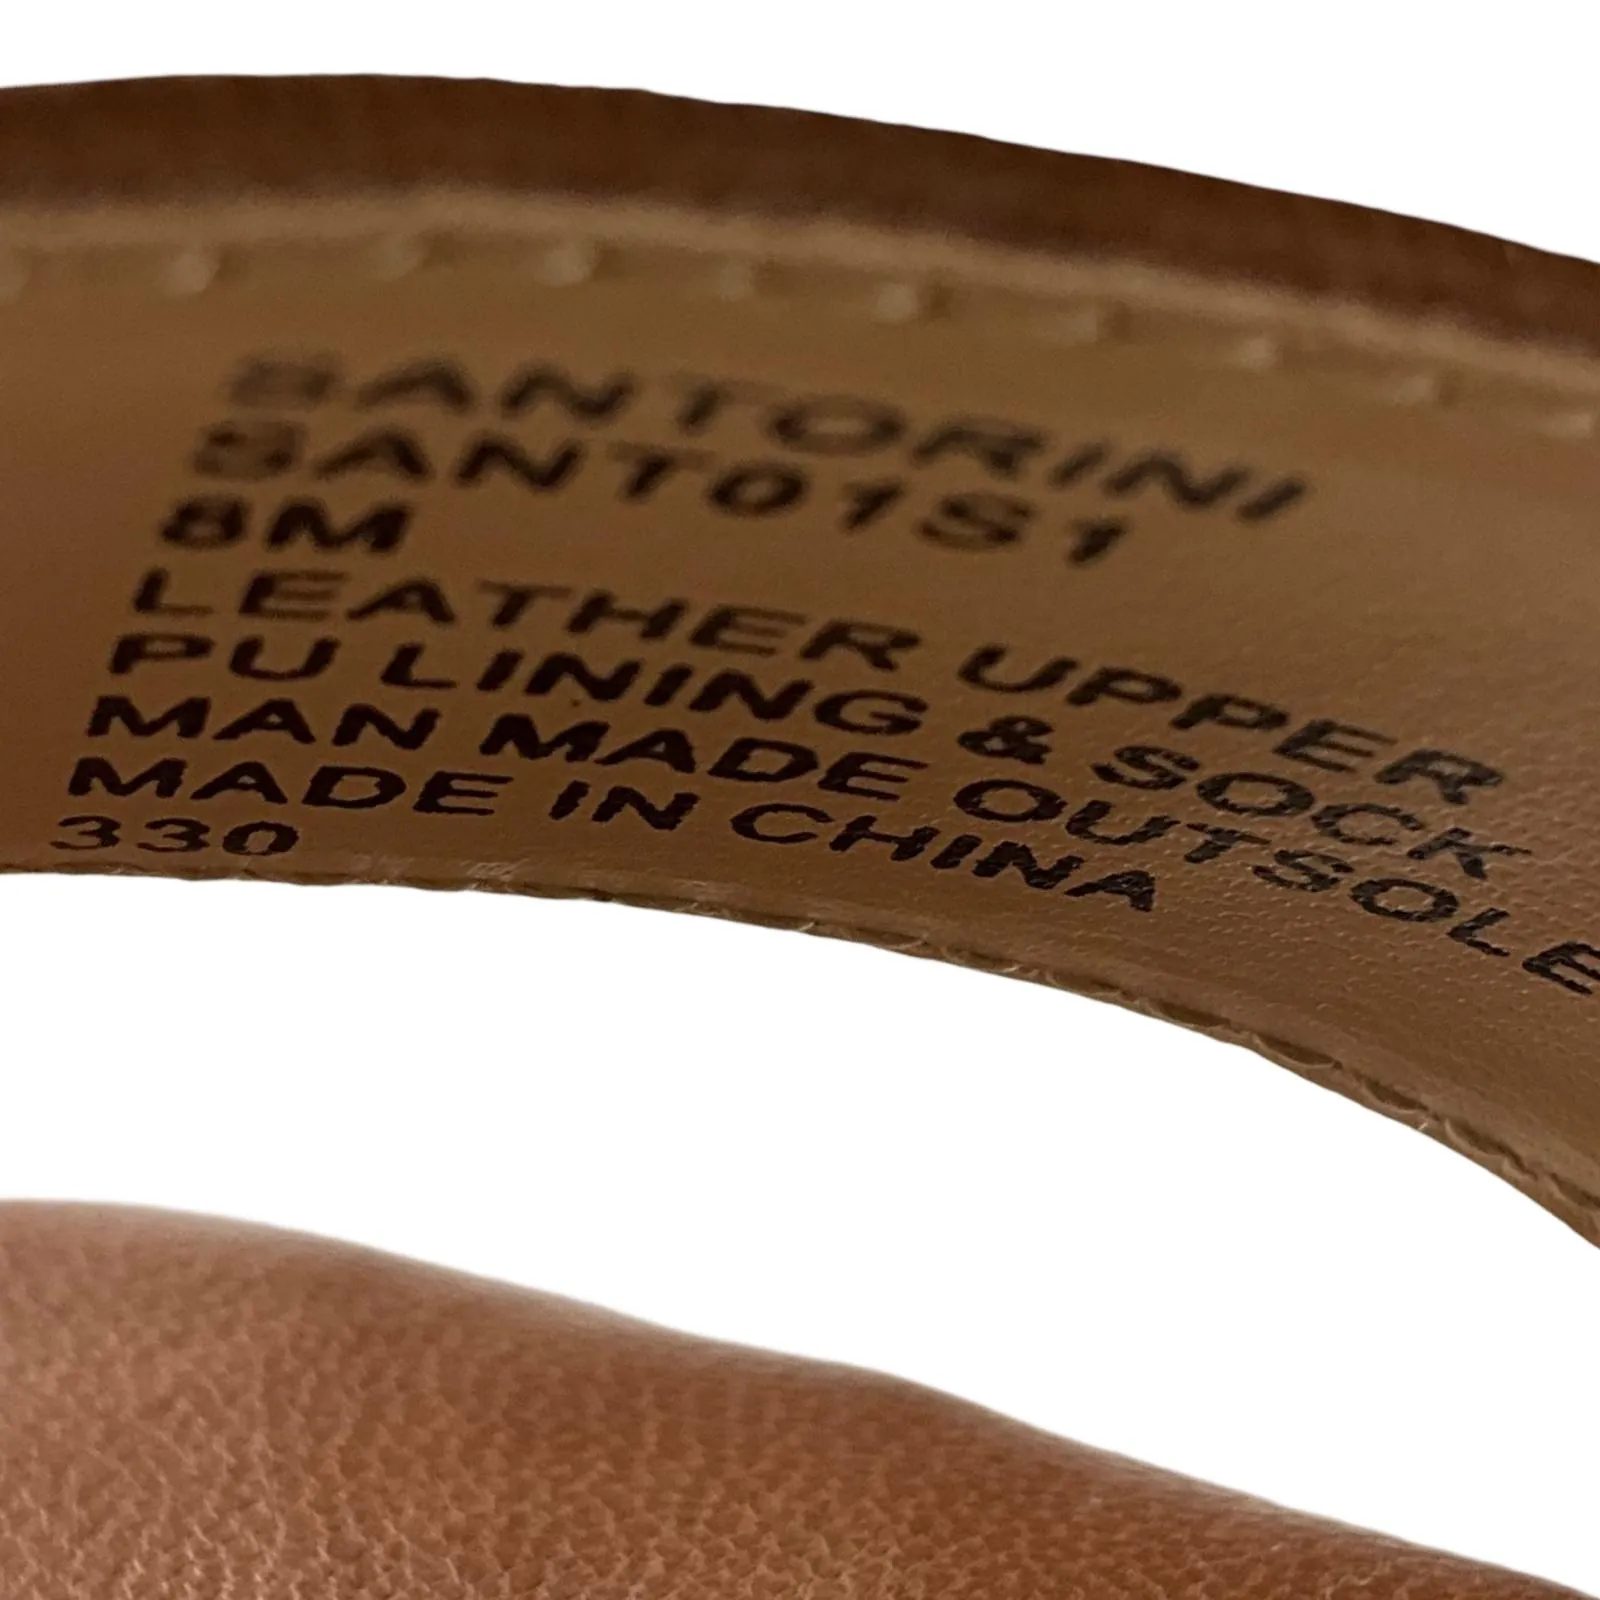 SANTORINI
SANT01S1
8M
LEATHER UPPER
PU LINING & SOCK
MAN MADE OUTSOLE
MADE IN CHINA
330